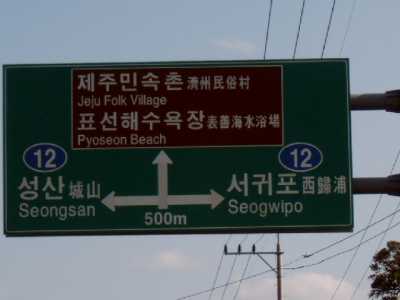 제주민속촌 濟州民俗村
Jeju Folk Village
표선해수욕장 表善海水浴場
Pyoseon Beach
12
12
성산 城山
Seongsan
서귀포 西歸浦
Seogwipo
500m